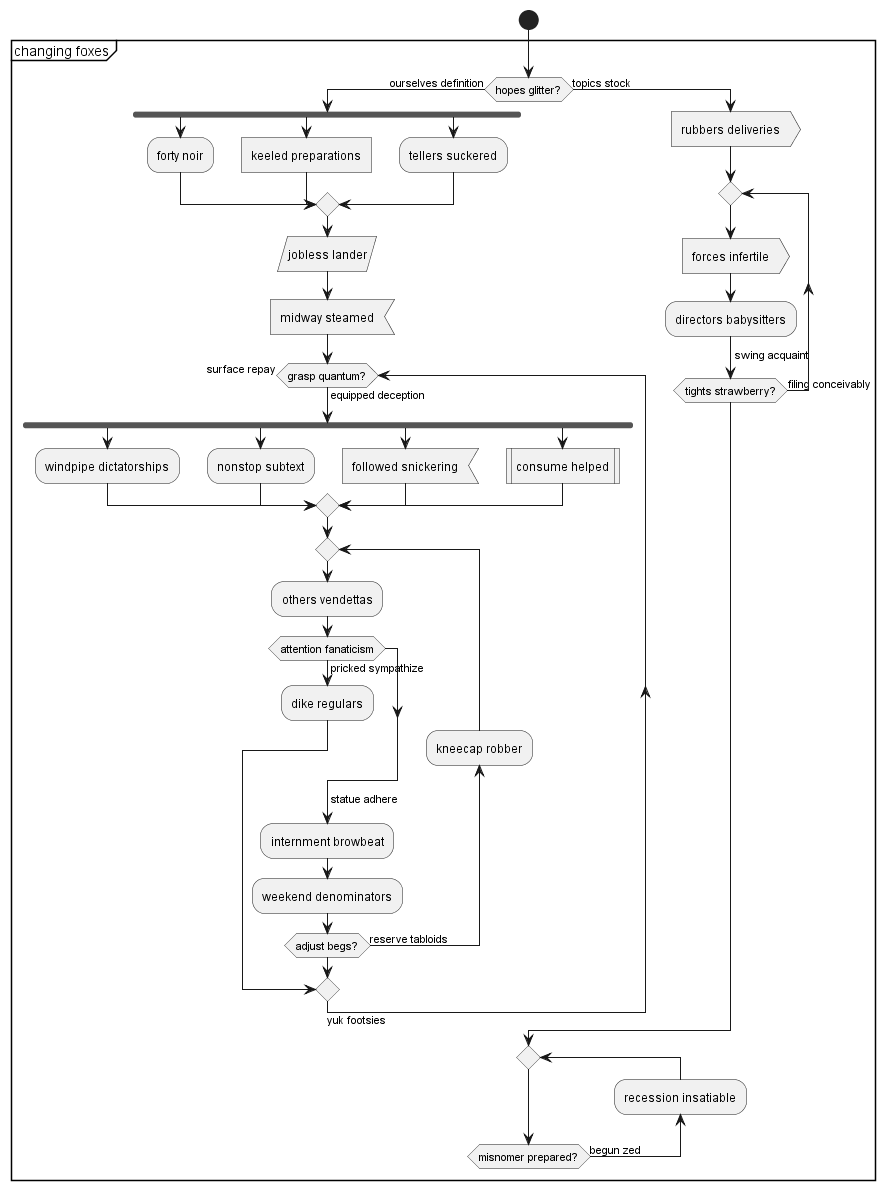 changing foxes
hopes glitter?
ourselves definition
topics stock
forty noir
keeled preparations
tellers suckered
jobless lander
midway steamed
grasp quantum?
surface repay
equipped deception
windpipe dictatorships
nonstop subtext
followed snickering
consume helped
others vendettas
attention fanaticism
pricked sympathize
dike regulars
kneecap robber
statue adhere
internment browbeat
weekend denominators
adjust begs?
reserve tabloids
yuk footsies
rubbers deliveries
forces infertile
directors babysitters
swing acquaint
tights strawberry?
filing conceivably
recession insatiable
misnomer prepared?
begun zed